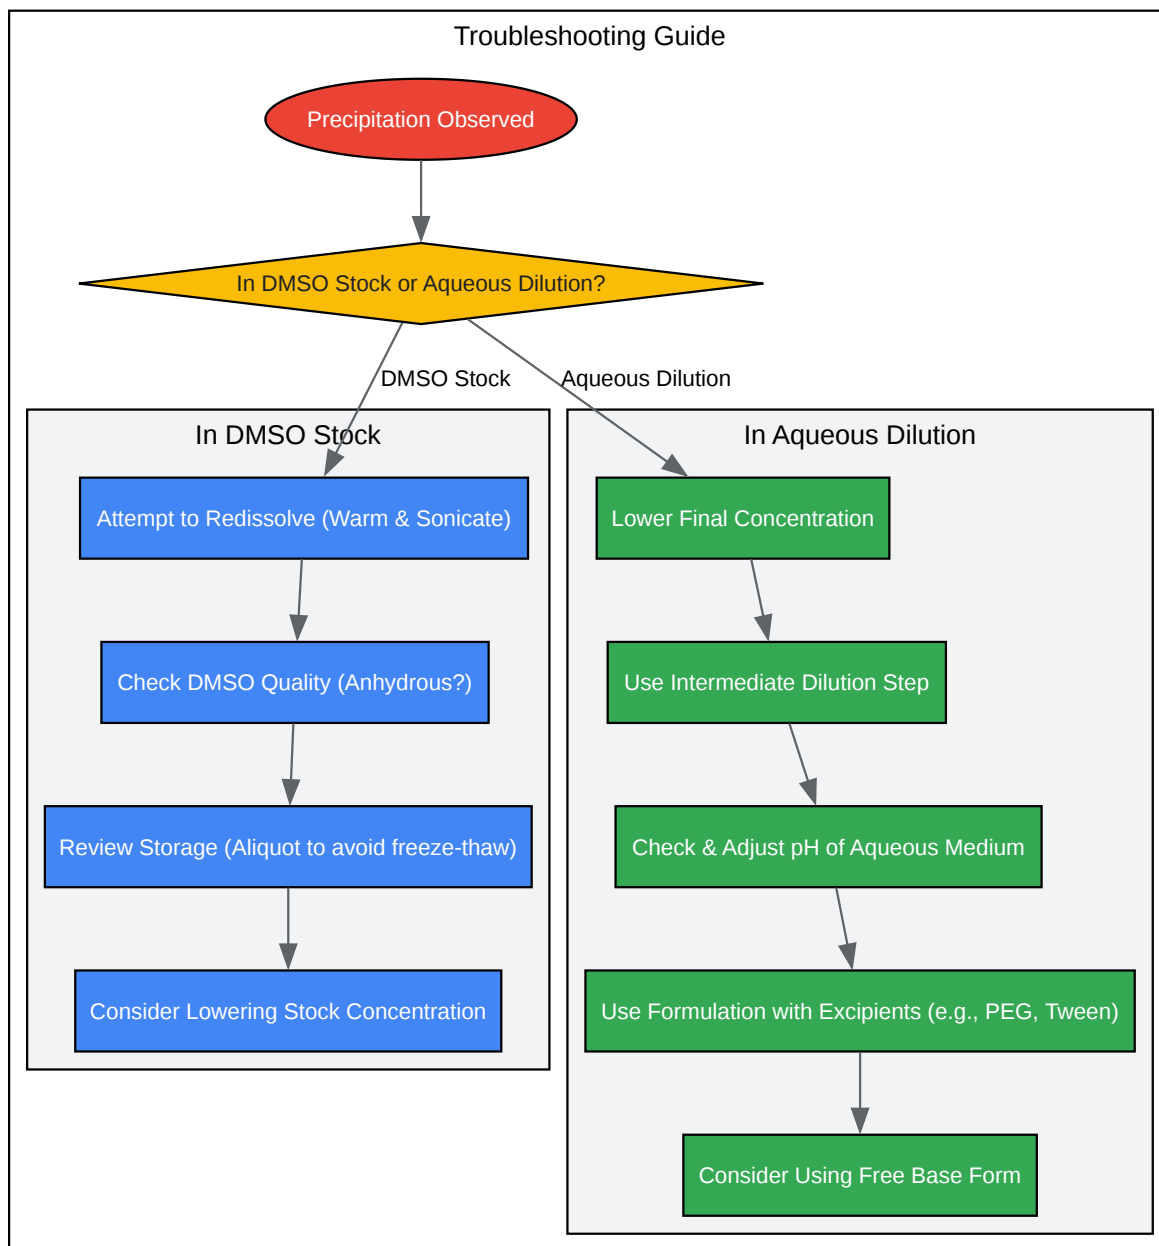 Troubleshooting Guide
Precipitation Observed
In DMSO Stock or Aqueous Dilution?
DMSO Stock
Aqueous Dilution
In DMSO Stock
Attempt to Redissolve (Warm & Sonicate)
Check DMSO Quality (Anhydrous?)
Review Storage (Aliquot to avoid freeze-thaw)
Consider Lowering Stock Concentration
In Aqueous Dilution
Lower Final Concentration
Use Intermediate Dilution Step
Check & Adjust pH of Aqueous Medium
Use Formulation with Excipients (e.g., PEG, Tween)
Consider Using Free Base Form